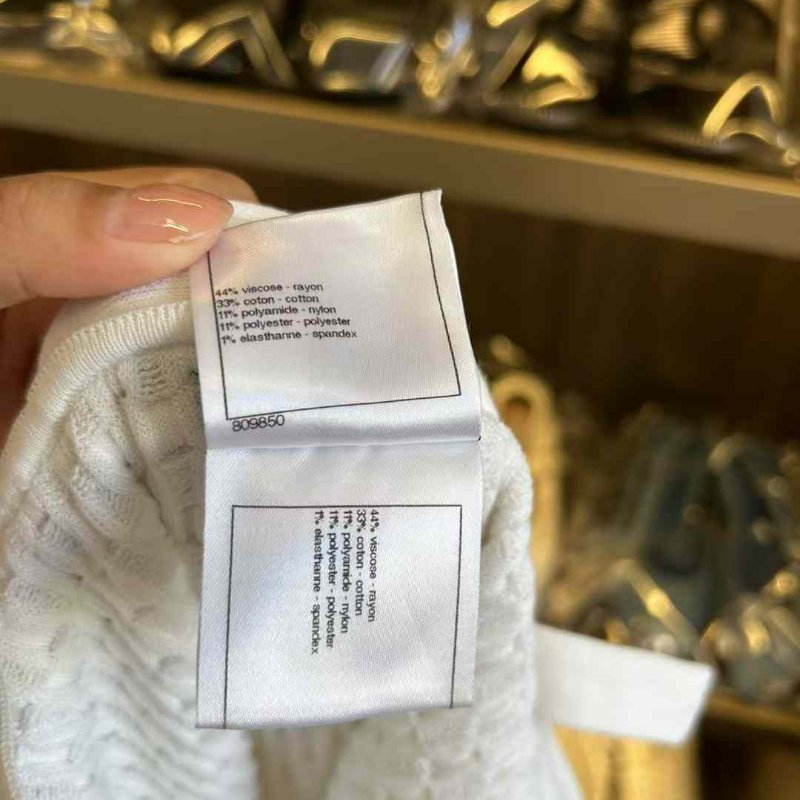 44% viscose - rayon
33% coton - cotton
11% polyamide - nylon
11% polyester - polyester
1% elasthanne - spandex
809850
44% viscose - rayon
33% coton - cotton
11% polyamide - nylon
11% polyester - polyester
1% elasthanne - spandex